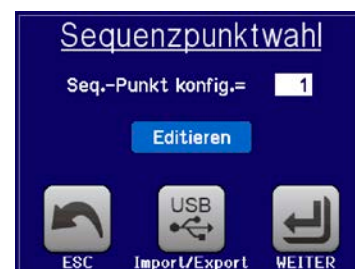 Sequenzpunktwahl
Seq.-Punkt konfig.= 1
Editieren
USB
ESC Import/Export WEITER